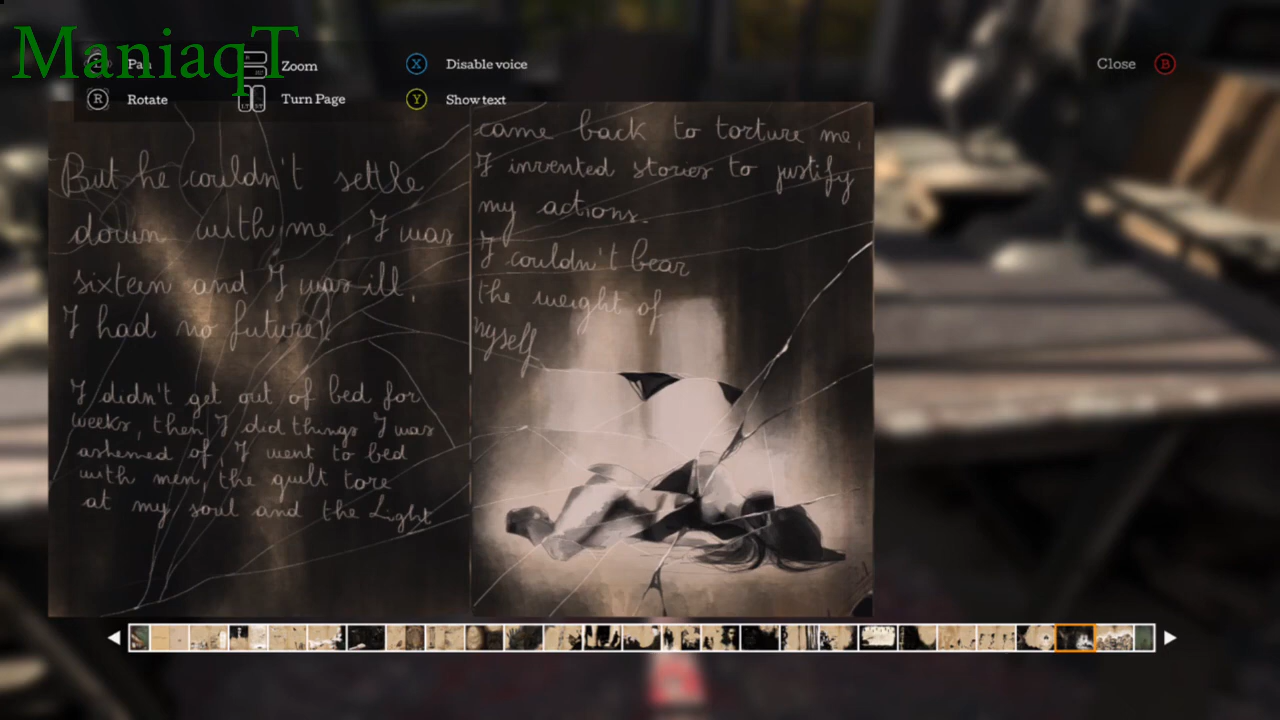 ManiaqT
Pan
Zoom
X
Disable voice
Close
B
R
Rotate
Turn Page
Y
Show text
But he couldn't settle
down with me, I was
sixteen and I was ill,
I had no future!
I didn't get out of bed for
weeks, then I did things I was
ashamed of, I went to bed
with men, the guilt tore
at my soul and the Light
came back to torture me,
I invented stories to justify
my actions.
I couldn't bear
the weight of
myself